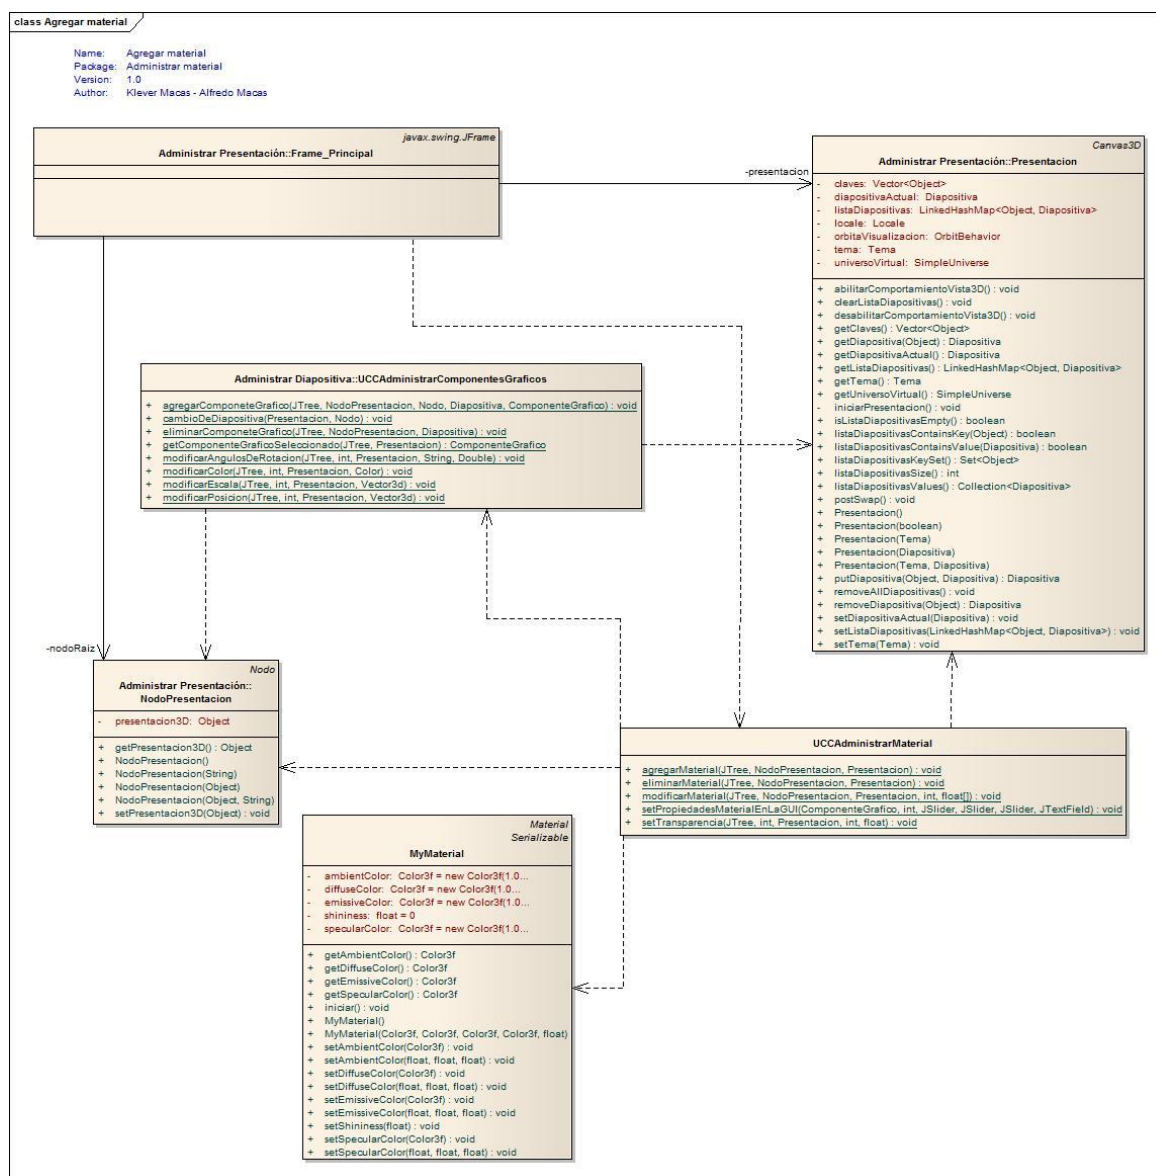 class Agregar material
Name: Agregar material
Package: Administrar material
Version: 1.0
Author: Klever Macas - Alfredo Macas
javax.swing.JFrame
Administrar Presentación::Frame_Principal
-presentacion
Canvas3D
Administrar Presentación::Presentacion
- claves: Vector<Object>
- diapositivaActual: Diapositiva
- listaDiapositivas: LinkedHashMap<Object, Diapositiva>
- locale: Locale
- orbitaVisualizacion: OrbitBehavior
- tema: Tema
- universoVirtual: SimpleUniverse
+ abilitarComportamientoVista3D() : void
+ clearListaDiapositivas() : void
+ desabilitarComportamientoVista3D() : void
+ getClaves() : Vector<Object>
+ getDiapositiva(Object) : Diapositiva
+ getDiapositivaActual() : Diapositiva
+ getListaDiapositivas() : LinkedHashMap<Object, Diapositiva>
+ getTema() : Tema
+ getUniversoVirtual() : SimpleUniverse
- iniciarPresentacion() : void
+ isListaDiapositivasEmpty() : boolean
+ listaDiapositivasContainsKey(Object) : boolean
+ listaDiapositivasContainsValue(Diapositiva) : boolean
+ listaDiapositivasKeySet() : Set<Object>
+ listaDiapositivasSize() : int
+ listaDiapositivasValues() : Collection<Diapositiva>
+ postSwap() : void
+ Presentacion()
+ Presentacion(boolean)
+ Presentacion(Tema)
+ Presentacion(Diapositiva)
+ Presentacion(Tema, Diapositiva)
+ putDiapositiva(Object, Diapositiva) : Diapositiva
+ removeAllDiapositivas() : void
+ removeDiapositiva(Object) : Diapositiva
+ setDiapositivaActual(Diapositiva) : void
+ setListaDiapositivas(LinkedHashMap<Object, Diapositiva>) : void
+ setTema(Tema) : void
Administrar Diapositiva::UCCAdministrarComponentesGraficos
+ agregarComponeteGrafico(JTree, NodoPresentacion, Nodo, Diapositiva, ComponenteGrafico) : void
+ cambioDeDiapositiva(Presentacion, Nodo) : void
+ eliminarComponeteGrafico(JTree, NodoPresentacion, Diapositiva) : void
+ getComponenteGraficoSeleccionado(JTree, Presentacion) : ComponenteGrafico
+ modificarAngulosDeRotacion(JTree, int, Presentacion, String, Double) : void
+ modificarColor(JTree, int, Presentacion, Color) : void
+ modificarEscala(JTree, int, Presentacion, Vector3d) : void
+ modificarPosicion(JTree, int, Presentacion, Vector3d) : void
-nodoRaiz
Nodo
Administrar Presentación::
NodoPresentacion
- presentacion3D: Object
+ getPresentacion3D() : Object
+ NodoPresentacion()
+ NodoPresentacion(String)
+ NodoPresentacion(Object)
+ NodoPresentacion(Object, String)
+ setPresentacion3D(Object) : void
UCCAdministrarMaterial
+ agregarMaterial(JTree, NodoPresentacion, Presentacion) : void
+ eliminarMaterial(JTree, NodoPresentacion, Presentacion) : void
+ modificarMaterial(JTree, NodoPresentacion, Presentacion, int, float[]) : void
+ setPropiedadesMaterialEnLaGUI(ComponenteGrafico, int, JSlider, JSlider, JSlider, JTextField) : void
+ setTransparencia(JTree, int, Presentacion, int, float) : void
Material
Serializable
MyMaterial
- ambientColor: Color3f = new Color3f(1.0...
- diffuseColor: Color3f = new Color3f(1.0...
- emissiveColor: Color3f = new Color3f(1.0...
- shininess: float = 0
- specularColor: Color3f = new Color3f(1.0...
+ getAmbientColor() : Color3f
+ getDiffuseColor() : Color3f
+ getEmissiveColor() : Color3f
+ getSpecularColor() : Color3f
+ iniciar() : void
+ MyMaterial()
+ MyMaterial(Color3f, Color3f, Color3f, Color3f, float)
+ setAmbientColor(Color3f) : void
+ setAmbientColor(float, float, float) : void
+ setDiffuseColor(Color3f) : void
+ setDiffuseColor(float, float, float) : void
+ setEmissiveColor(Color3f) : void
+ setEmissiveColor(float, float, float) : void
+ setShininess(float) : void
+ setSpecularColor(Color3f) : void
+ setSpecularColor(float, float, float) : void